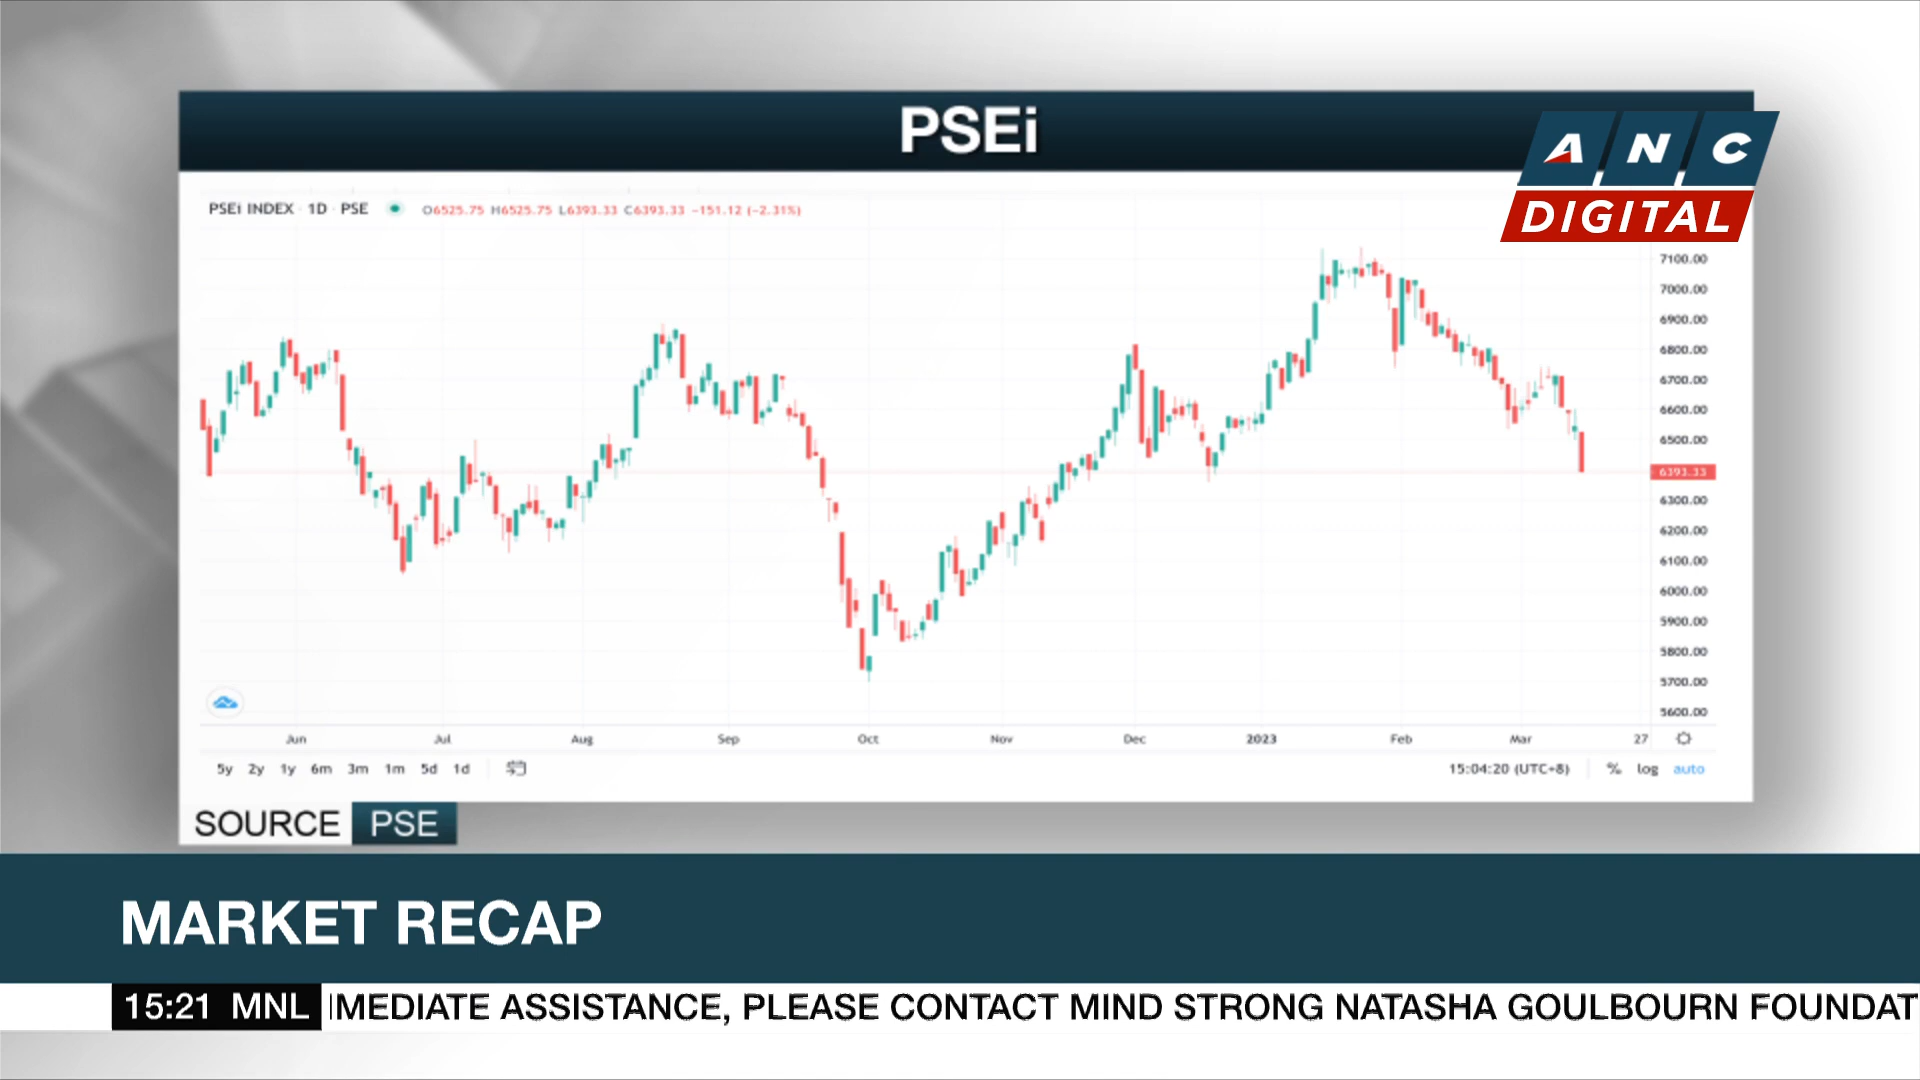 PSEi
ANC
DIGITAL
PSEi INDEX · 1D · PSE O6525.75 H6525.75 L6393.33 C6393.33 −151.12 (−2.31%)
7100.00
7000.00
6900.00
6800.00
6700.00
6600.00
6500.00
6393.33
6300.00
6200.00
6100.00
6000.00
5900.00
5800.00
5700.00
5600.00
Jun Jul Aug Sep Oct Nov Dec 2023 Feb Mar 27
5y 2y 1y 6m 3m 1m 5d 1d 15:04:20 (UTC+8) % log auto
SOURCE PSE
MARKET RECAP
15:21 MNL IMEDIATE ASSISTANCE, PLEASE CONTACT MIND STRONG NATASHA GOULBOURN FOUNDAT